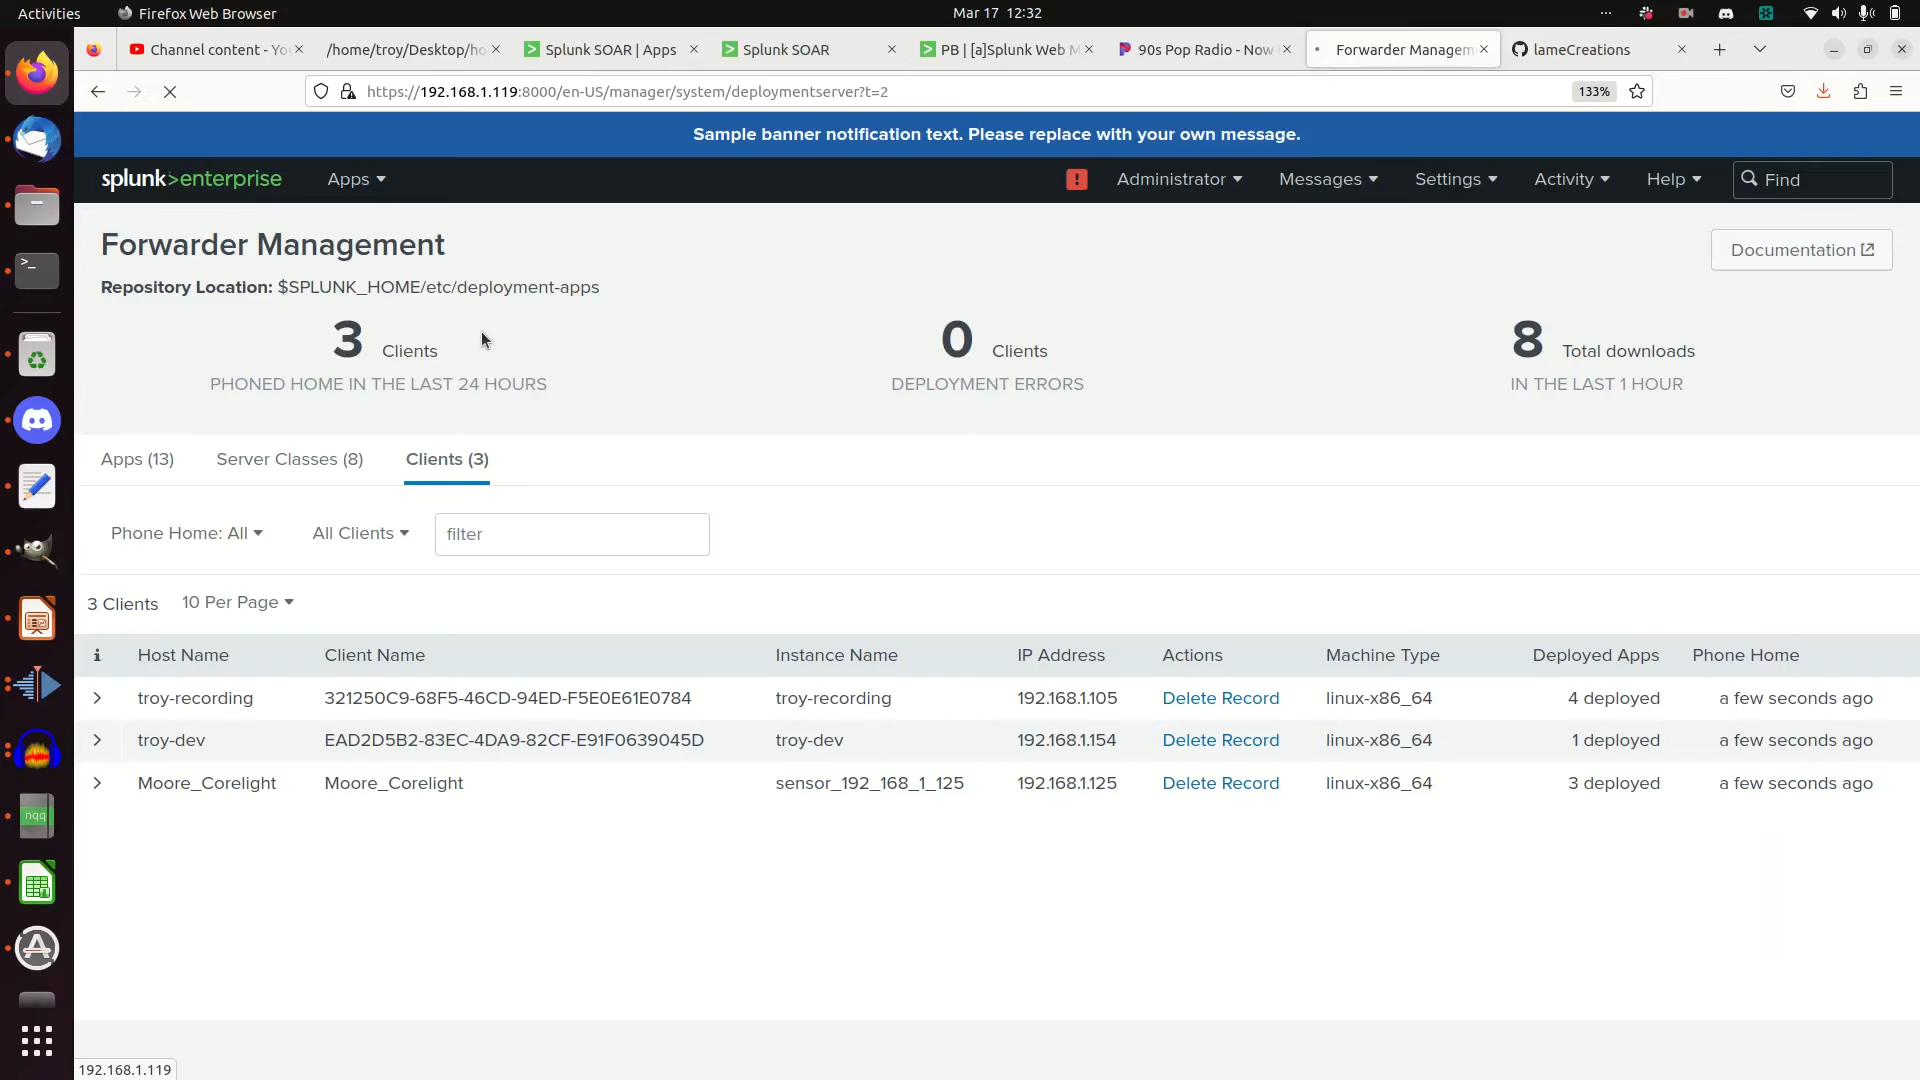 Activities
Firefox Web Browser
Mar 17 12:32
Channel content - Yo
/home/troy/Desktop/ho
Splunk SOAR | Apps
Splunk SOAR
PB | [a]Splunk Web M
90s Pop Radio - Now
Forwarder Managem
lameCreations
https://192.168.1.119:8000/en-US/manager/system/deploymentserver?t=2
133%
Sample banner notification text. Please replace with your own message.
splunk>enterprise
Apps
Administrator
Messages
Settings
Activity
Help
Find
Forwarder Management
Documentation
Repository Location: $SPLUNK_HOME/etc/deployment-apps
3 Clients
PHONED HOME IN THE LAST 24 HOURS
0 Clients
DEPLOYMENT ERRORS
8 Total downloads
IN THE LAST 1 HOUR
Apps (13)
Server Classes (8)
Clients (3)
Phone Home: All
All Clients
filter
3 Clients
10 Per Page
i Host Name Client Name Instance Name IP Address Actions Machine Type Deployed Apps Phone Home
troy-recording 321250C9-68F5-46CD-94ED-F5E0E61E0784 troy-recording 192.168.1.105 Delete Record linux-x86_64 4 deployed a few seconds ago
troy-dev EAD2D5B2-83EC-4DA9-82CF-E91F0639045D troy-dev 192.168.1.154 Delete Record linux-x86_64 1 deployed a few seconds ago
Moore_Corelight Moore_Corelight sensor_192_168_1_125 192.168.1.125 Delete Record linux-x86_64 3 deployed a few seconds ago
nqq
192.168.1.119